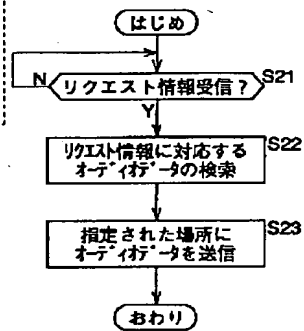 はじめ
N
リクエスト情報受信？
S21
Y
リクエスト情報に対応する
オーディオデータの検索
S22
指定された場所に
オーディオデータを送信
S23
おわり